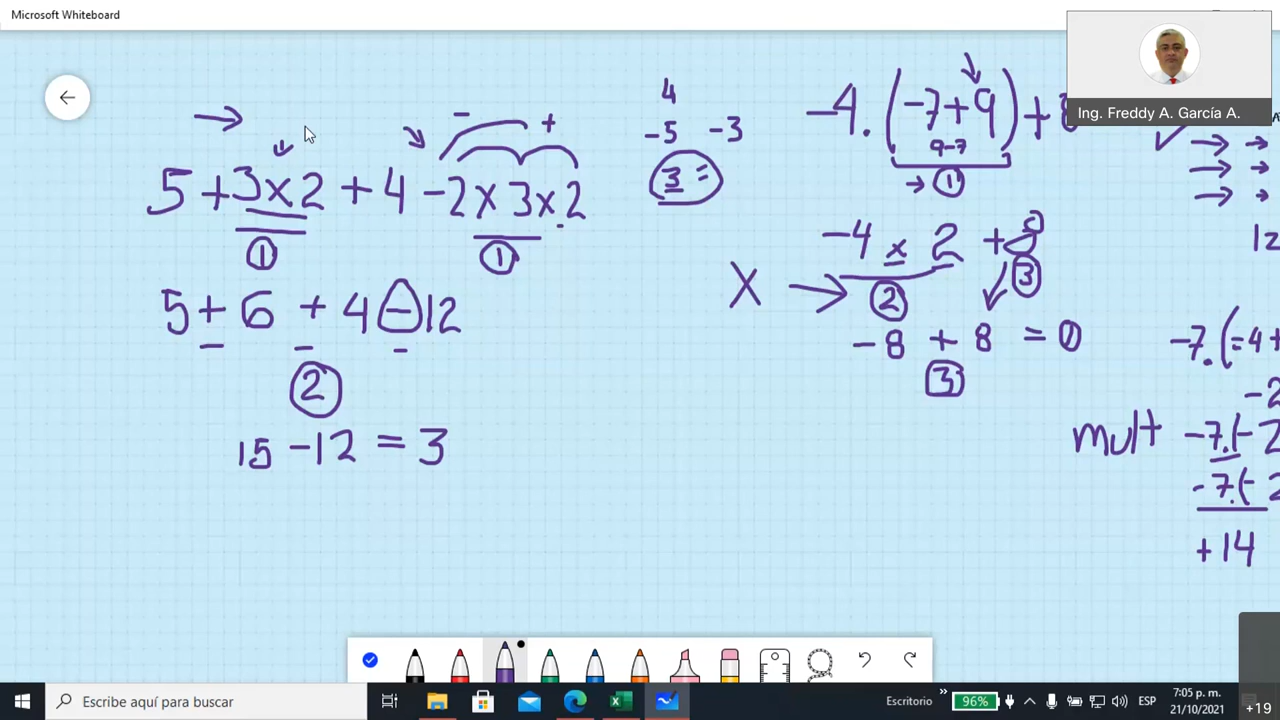 Microsoft Whiteboard
Ing. Freddy A. García A.
5 + 3 x 2 + 4 - 2 x 3 x 2
- +
1 1
5 + 6 + 4 - 12
2
15 - 12 = 3
4
-5 -3
3 =
-4. (-7 + 9) + 8
9-7
1
-4 x 2 +
2 3
X
-8 + 8 = 0
3
12
-7. (=4 +
-2
mult -7.(- 2
-7.(- 2
+14
Escribe aquí para buscar
Escritorio
96%
ESP
7:05 p. m.
21/10/2021
+19